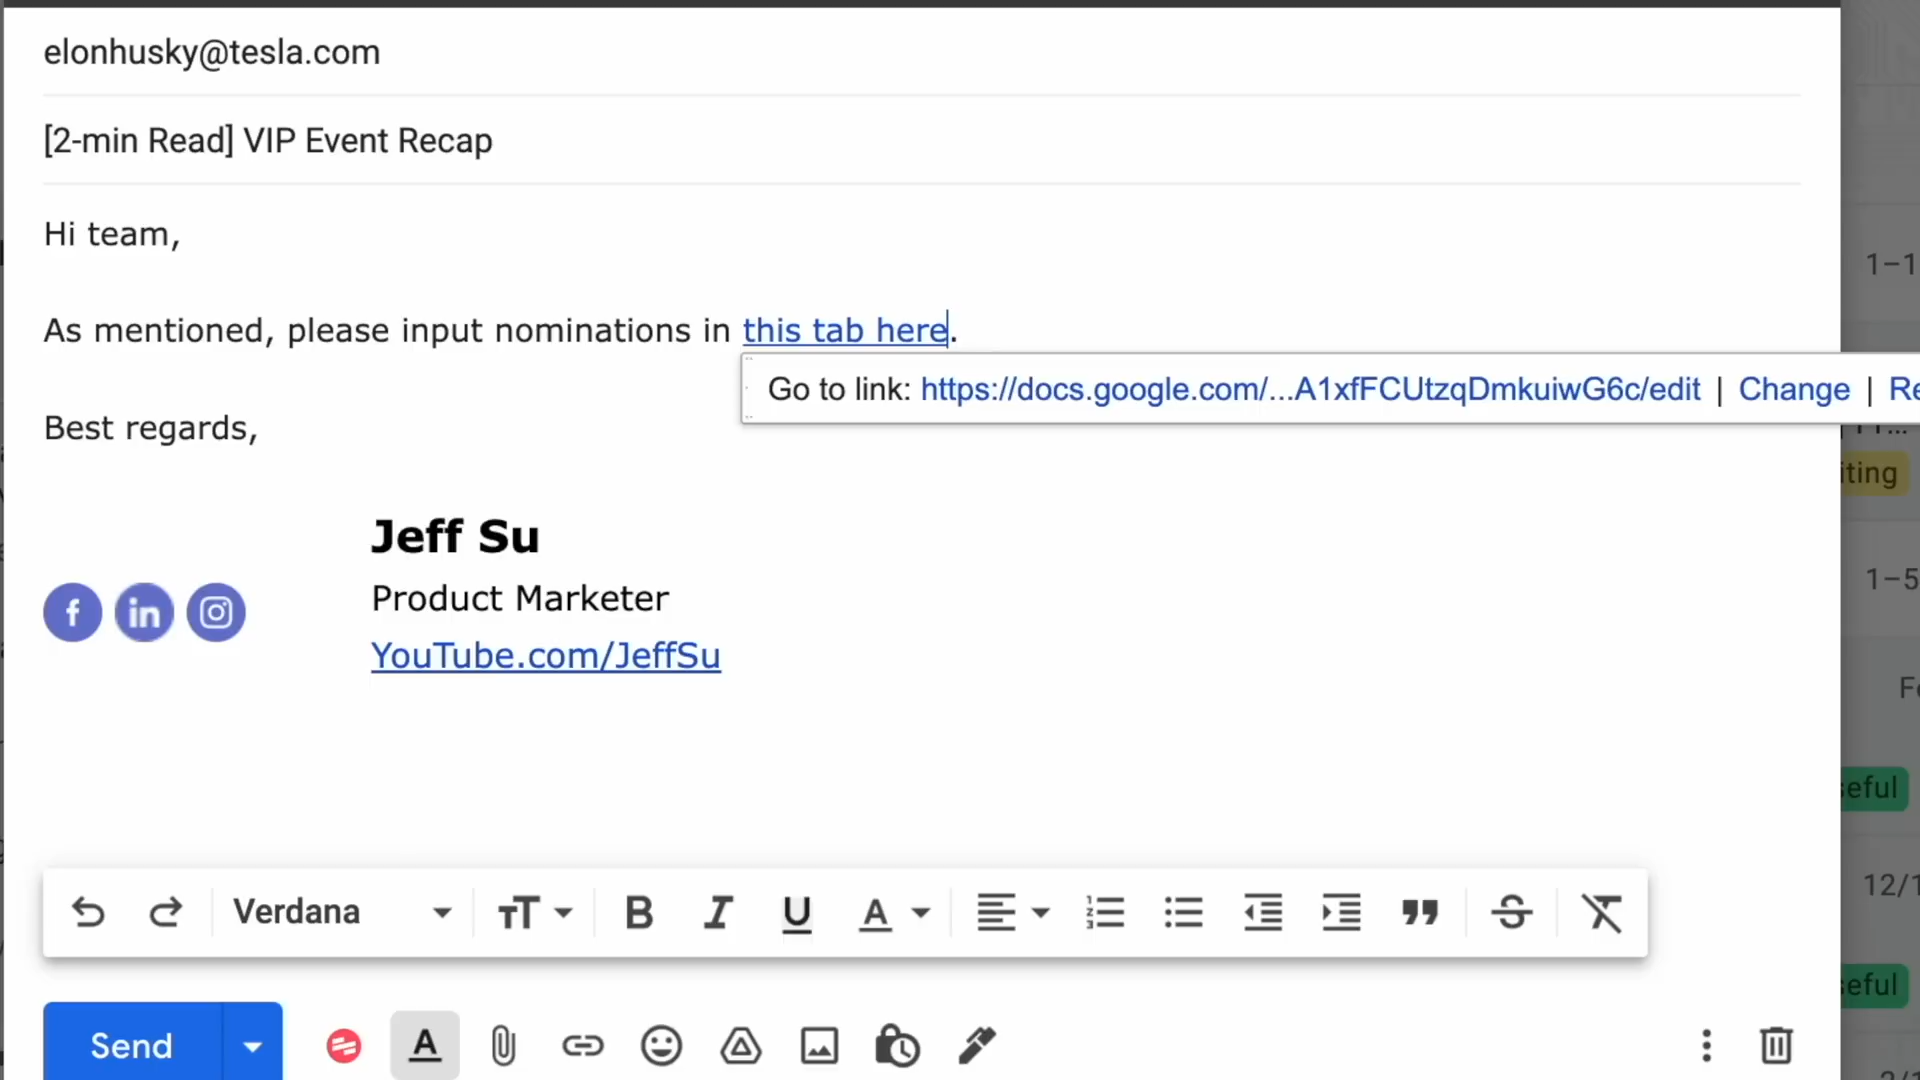 elonhusky@tesla.com
[2-min Read] VIP Event Recap
Hi team,
As mentioned, please input nominations in this tab here.
Go to link: https://docs.google.com/...A1xfFCUtzqDmkuiwG6c/edit | Change | Re
Best regards,
Jeff Su
Product Marketer
YouTube.com/JeffSu
Verdana
Send
1–1
iting
1–5
Fe
eful
12/1
eful